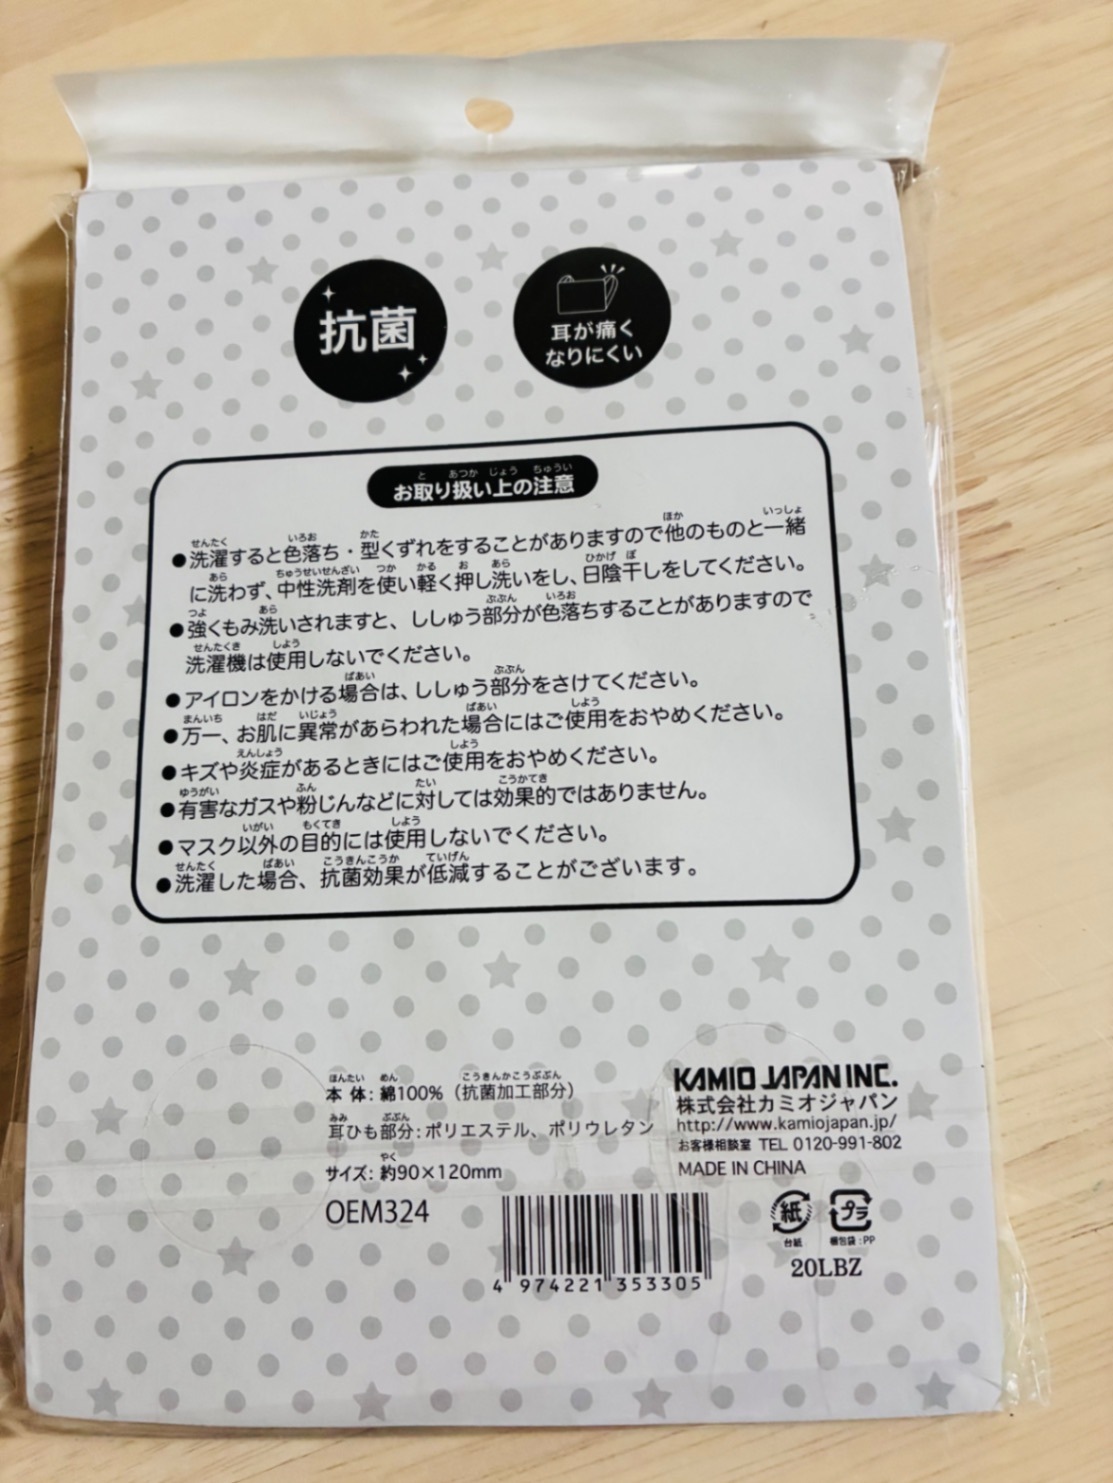 抗菌
耳が痛く
なりにくい
お取り扱い上の注意
●洗濯すると色落ち・型くずれをすることがありますので他のものと一緒
に洗わず、中性洗剤を使い軽く押し洗いをし、日陰干しをしてください。
●強くもみ洗いされますと、ししゅう部分が色落ちすることがありますので
洗濯機は使用しないでください。
●アイロンをかける場合は、ししゅう部分をさけてください。
●万一、お肌に異常があらわれた場合にはご使用をおやめください。
●キズや炎症があるときにはご使用をおやめください。
●有害なガスや粉じんなどに対しては効果的ではありません。
●マスク以外の目的には使用しないでください。
●洗濯した場合、抗菌効果が低減することがございます。
本体:綿100%(抗菌加工部分)
耳ひも部分:ポリエステル、ポリウレタン
サイズ:約90×120mm
OEM324
4 974221 353305
KAMIO JAPAN INC.
株式会社カミオジャパン
http://www.kamiojapan.jp/
お客様相談室 TEL 0120-991-802
MADE IN CHINA
紙 プラ
台紙 梱包袋:PP
20LBZ